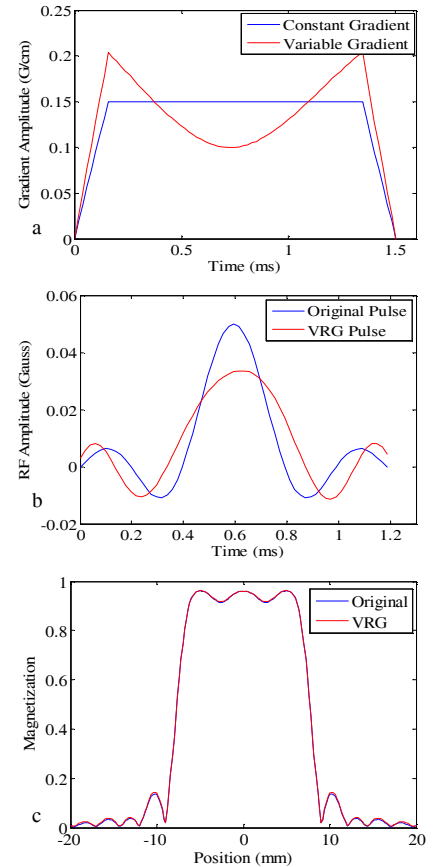 0.25
0.2
0.15
0.1
0.05
0
Gradient Amplitude (G/cm)
Constant Gradient
Variable Gradient
0
0.5
1
1.5
Time (ms)
a
0.06
0.04
0.02
0
-0.02
RF Amplitude (Gauss)
Original Pulse
VRG Pulse
0
0.2
0.4
0.6
0.8
1
1.2
Time (ms)
b
1
0.8
0.6
0.4
0.2
0
Magnetization
Original
VRG
-20
-10
0
10
20
Position (mm)
c